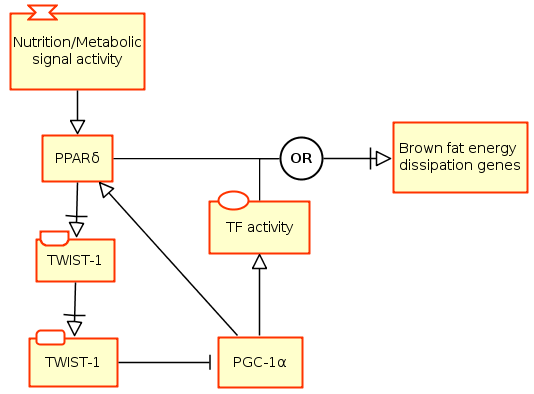 Nutrition/Metabolic
signal activity
PPARδ
OR
Brown fat energy
dissipation genes
TF activity
TWIST-1
TWIST-1
PGC-1α